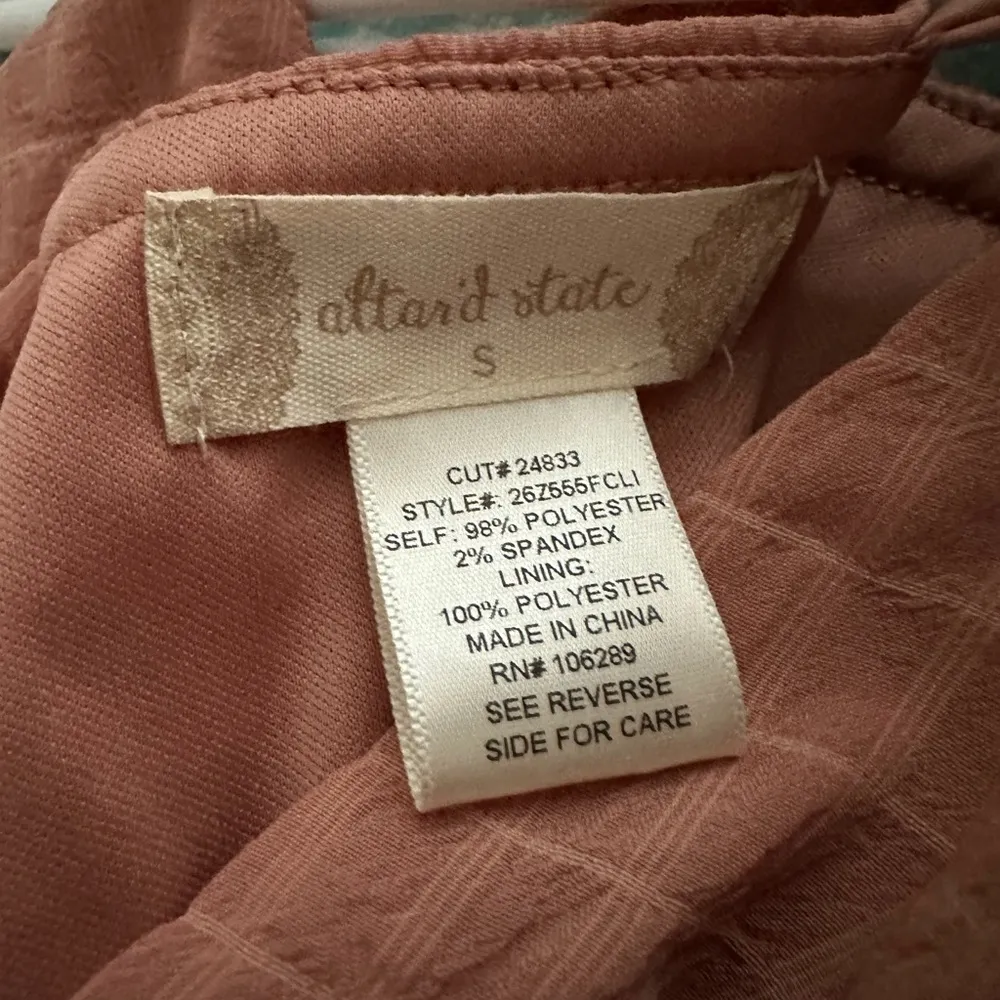 altar'd state
S
CUT# 24833
STYLE#: 26Z555FCLI
SELF: 98% POLYESTER
2% SPANDEX
LINING:
100% POLYESTER
MADE IN CHINA
RN# 106289
SEE REVERSE
SIDE FOR CARE